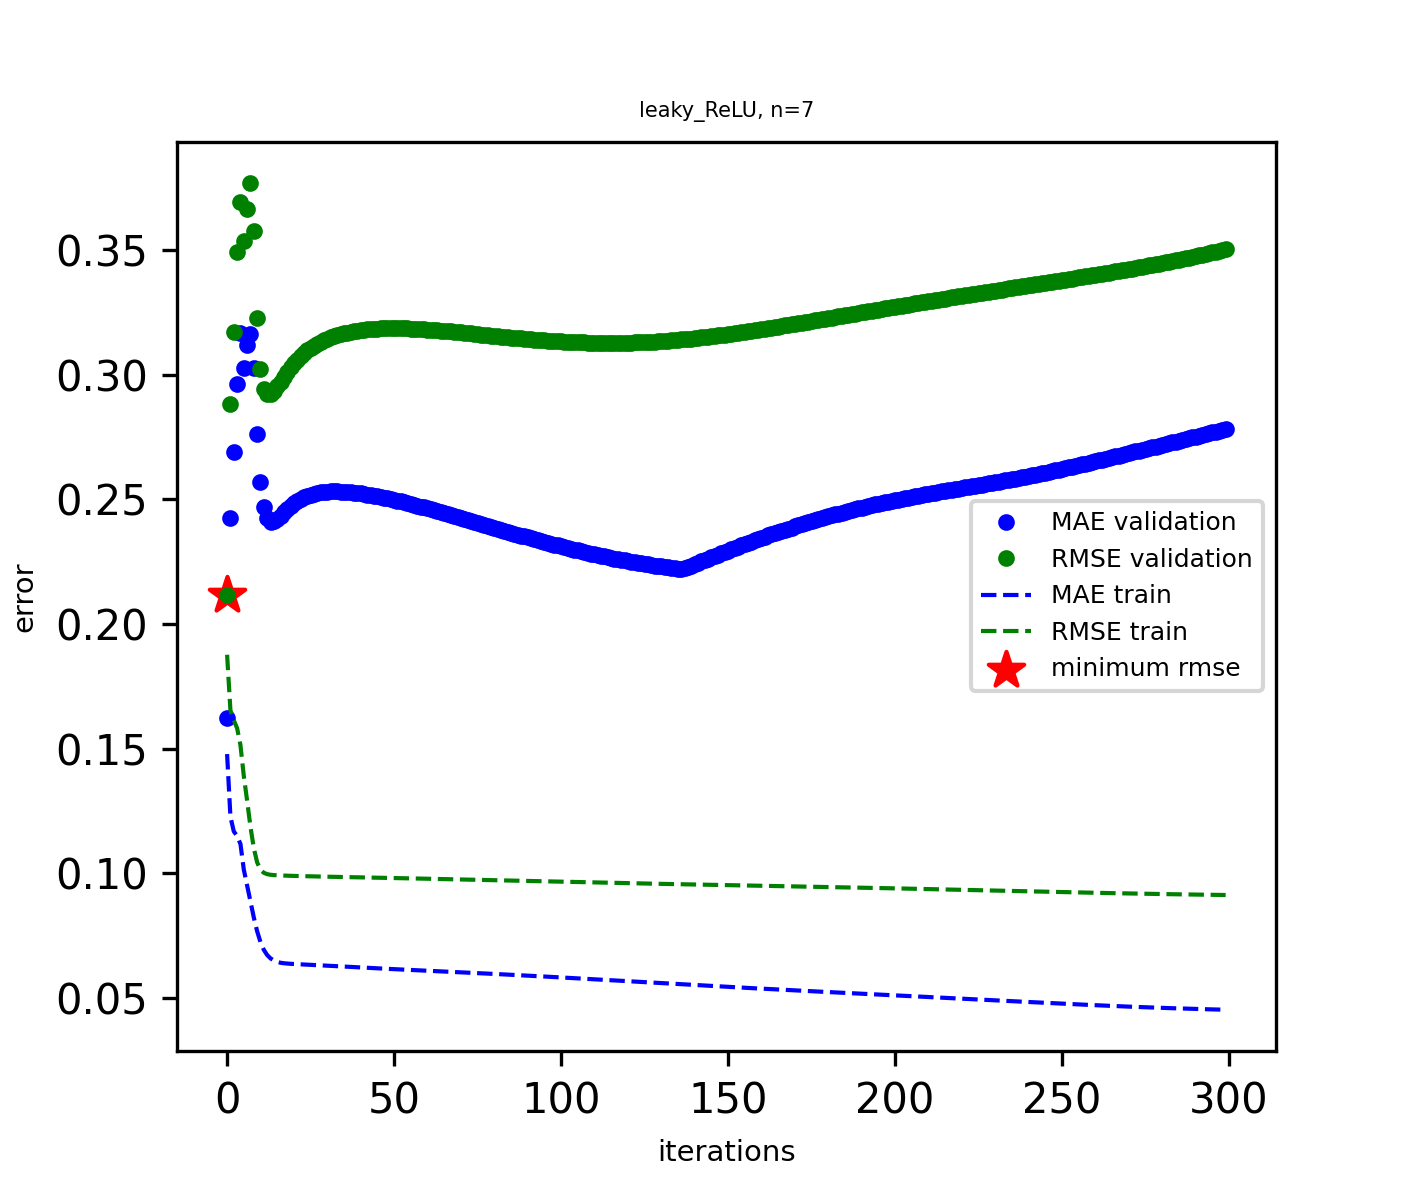 leaky_ReLU, n=7
error
0.35
0.30
0.25
0.20
0.15
0.10
0.05
MAE validation
RMSE validation
MAE train
RMSE train
minimum rmse
0 50 100 150 200 250 300
iterations